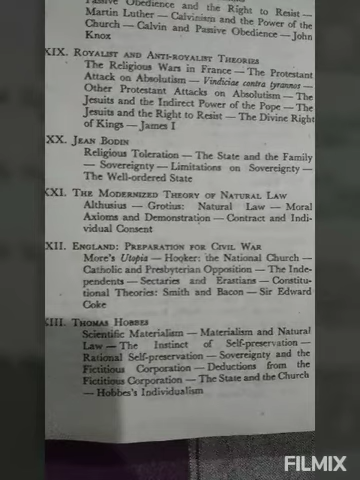 Passive Obedience and the Right to Resist —
Martin Luther — Calvinism and the Power of the
Church — Calvin and Passive Obedience — John
Knox
XIX. ROYALIST AND ANTI-ROYALIST THEORIES
The Religious Wars in France — The Protestant
Attack on Absolutism — Vindiciae contra tyrannos —
Other Protestant Attacks on Absolutism — The
Jesuits and the Indirect Power of the Pope — The
Jesuits and the Right to Resist — The Divine Right
of Kings — James I
XX. JEAN BODIN
Religious Toleration — The State and the Family
— Sovereignty — Limitations on Sovereignty —
The Well-ordered State
XXI. THE MODERNIZED THEORY OF NATURAL LAW
Althusius — Grotius: Natural Law — Moral
Axioms and Demonstration — Contract and Indi-
vidual Consent
XII. ENGLAND: PREPARATION FOR CIVIL WAR
More's Utopia — Hooker: the National Church —
Catholic and Presbyterian Opposition — The Inde-
pendents — Sectaries and Erastians — Constitu-
tional Theories: Smith and Bacon — Sir Edward
Coke
XIII. THOMAS HOBBES
Scientific Materialism — Materialism and Natural
Law — The Instinct of Self-preservation —
Rational Self-preservation — Sovereignty and the
Fictitious Corporation — Deductions from the
Fictitious Corporation — The State and the Church
— Hobbes's Individualism
FILMIX